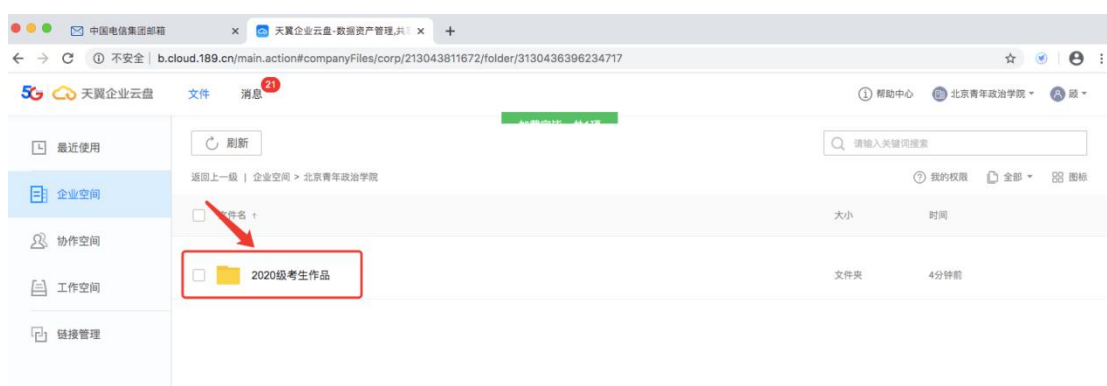 中国电信集团邮箱
天翼企业云盘-数据资产管理,共
不安全 | b.cloud.189.cn/main.action#companyFiles/corp/213043811672/folder/3130436396234717
5G 天翼企业云盘 文件 消息 21 帮助中心 北京青年政治学院
刷新 请输入关键词搜索
返回上一级 | 企业空间 > 北京青年政治学院 我的权限 全部 图标
件名 ↑ 大小 时间
2020级考生作品 文件夹 4分钟前
最近使用
企业空间
协作空间
工作空间
链接管理